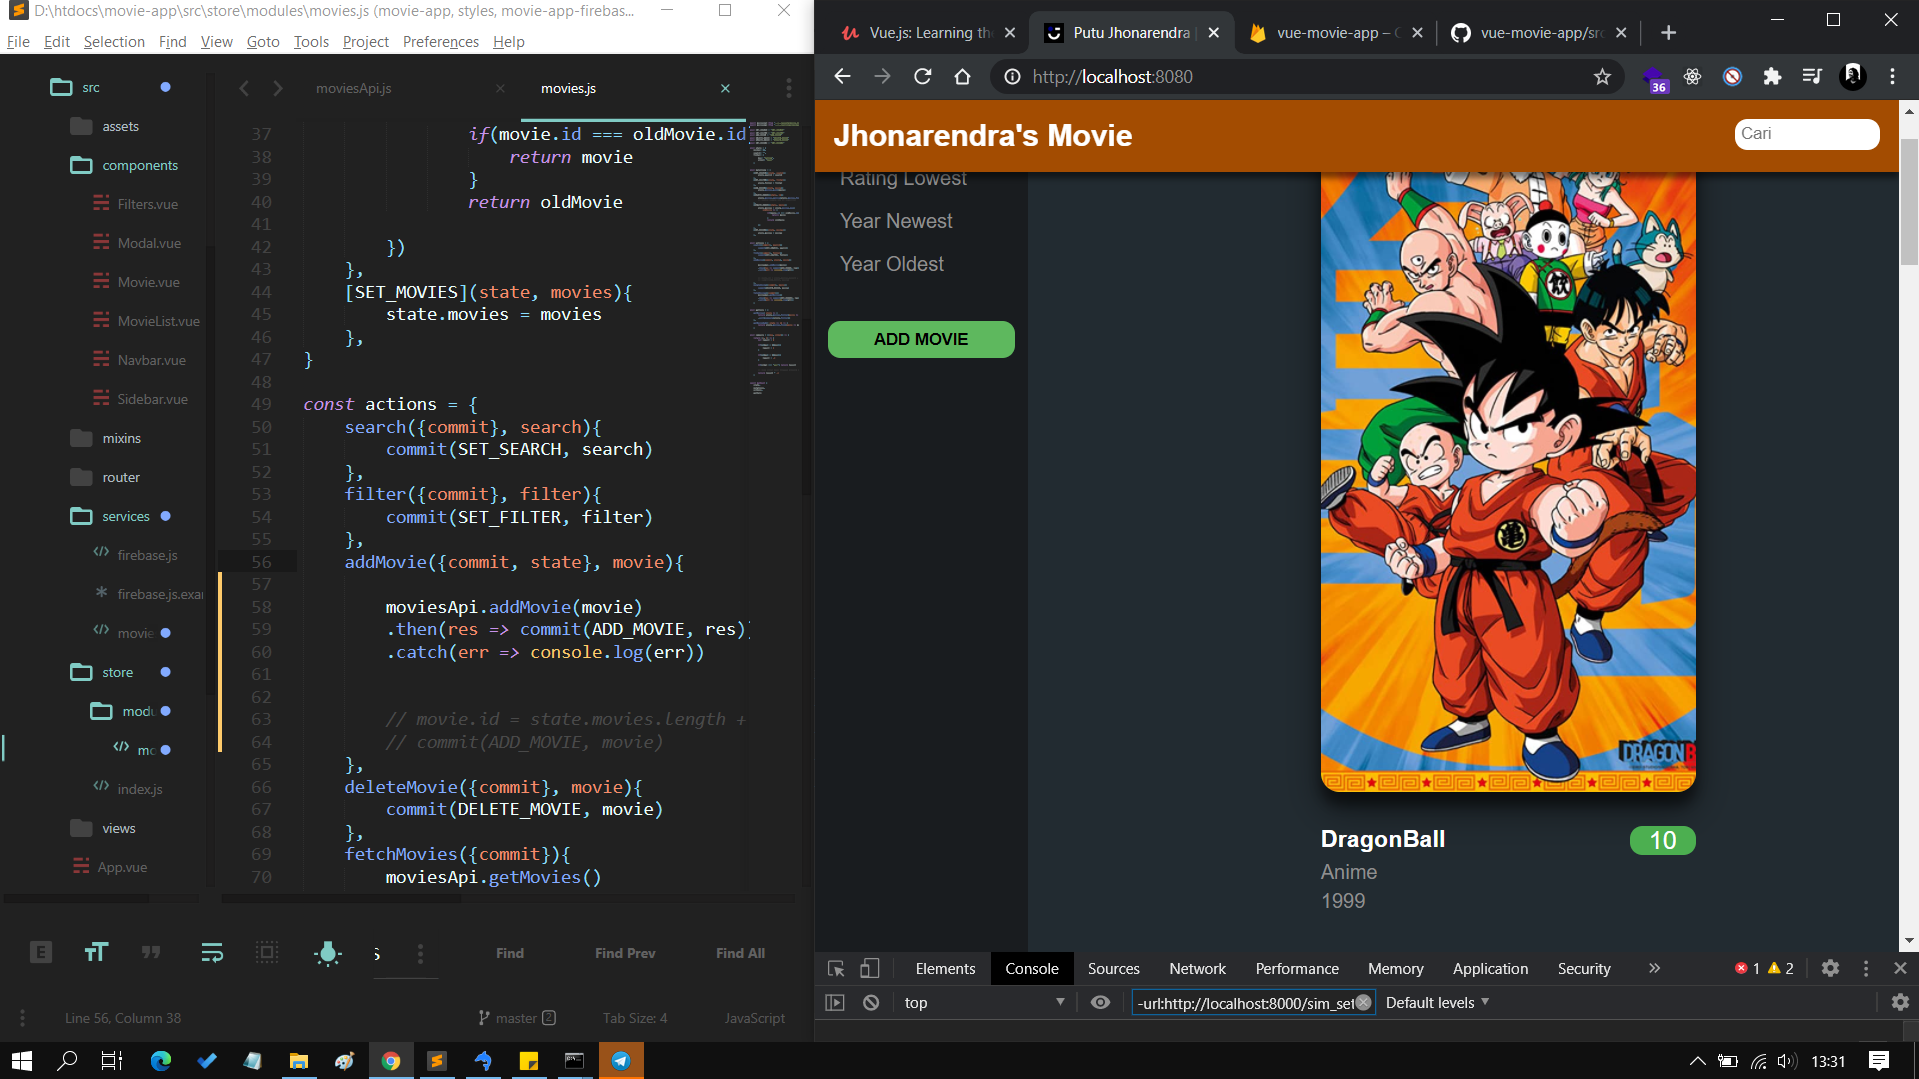 D:\htdocs\movie-app\src\store\modules\movies.js (movie-app, styles, movie-app-firebas...
File Edit Selection Find View Goto Tools Project Preferences Help
src
assets
components
Filters.vue
Modal.vue
Movie.vue
MovieList.vue
Navbar.vue
Sidebar.vue
mixins
router
services
firebase.js
firebase.js.exa
movie
store
modu
mo
index.js
views
App.vue
moviesApi.js
movies.js
37 if(movie.id === oldMovie.id
38 return movie
39 }
40 return oldMovie
41
42 })
43 },
44 [SET_MOVIES](state, movies){
45 state.movies = movies
46 },
47 }
48
49 const actions = {
50 search({commit}, search){
51 commit(SET_SEARCH, search)
52 },
53 filter({commit}, filter){
54 commit(SET_FILTER, filter)
55 },
56 addMovie({commit, state}, movie){
57
58 moviesApi.addMovie(movie)
59 .then(res => commit(ADD_MOVIE, res))
60 .catch(err => console.log(err))
61
62
63 // movie.id = state.movies.length +
64 // commit(ADD_MOVIE, movie)
65 },
66 deleteMovie({commit}, movie){
67 commit(DELETE_MOVIE, movie)
68 },
69 fetchMovies({commit}){
70 moviesApi.getMovies()
Find Find Prev Find All
Line 56, Column 38 master 2 Tab Size: 4 JavaScript
Vue.js: Learning the
Putu Jhonarendra
vue-movie-app – C
vue-movie-app/src
http://localhost:8080
36
Jhonarendra's Movie
Cari
Rating Lowest
Year Newest
Year Oldest
ADD MOVIE
DRAGONB
DragonBall
10
Anime
1999
Elements Console Sources Network Performance Memory Application Security 1 2
top
-url:http://localhost:8000/sim_set
Default levels
13:31